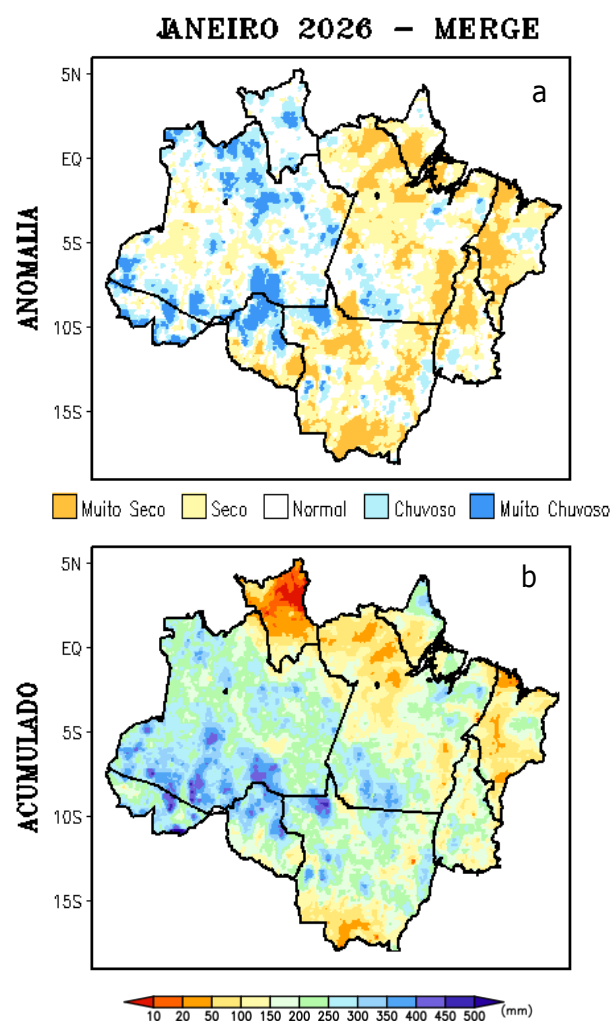 JANEIRO 2026 – MERGE
a
5N
EQ
5S
10S
15S
ANOMALIA
Muito Seco Seco Normal Chuvoso Muito Chuvoso
b
5N
EQ
5S
10S
15S
ACUMULADO
10 20 50 100 150 200 250 300 350 400 450 500 (mm)